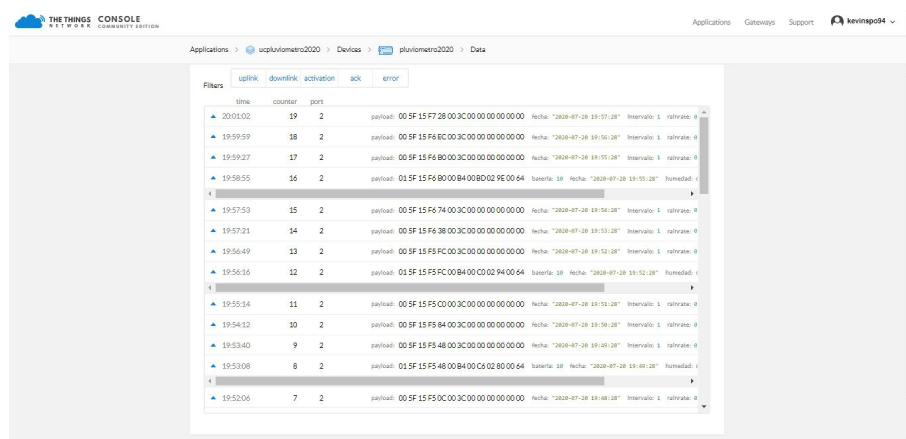 THE THINGS CONSOLE
NETWORK COMMUNITY EDITION
Applications Gateways Support kevinspo94
Applications > ucpluviometro2020 > Devices > pluviometro2020 > Data
Filters uplink downlink activation ack error
time counter port
20:01:02 19 2 payload: 00 5F 15 F7 28 00 3C 00 00 00 00 00 00 fecha: "2020-07-20 19:57:28" Intervalo: 1 rainrate: 0
19:59:59 18 2 payload: 00 5F 15 F6 EC 00 3C 00 00 00 00 00 00 fecha: "2020-07-20 19:56:28" Intervalo: 1 rainrate: 0
19:59:27 17 2 payload: 00 5F 15 F6 B0 00 3C 00 00 00 00 00 00 fecha: "2020-07-20 19:55:28" Intervalo: 1 rainrate: 0
19:58:55 16 2 payload: 01 5F 15 F6 B0 00 B4 00 BD 02 9E 00 64 batería: 10 fecha: "2020-07-20 19:55:28" humedad:
19:57:53 15 2 payload: 00 5F 15 F6 74 00 3C 00 00 00 00 00 00 fecha: "2020-07-20 19:54:28" Intervalo: 1 rainrate: 0
19:57:21 14 2 payload: 00 5F 15 F6 38 00 3C 00 00 00 00 00 00 fecha: "2020-07-20 19:53:28" Intervalo: 1 rainrate: 0
19:56:49 13 2 payload: 00 5F 15 F5 FC 00 3C 00 00 00 00 00 00 fecha: "2020-07-20 19:52:28" Intervalo: 1 rainrate: 0
19:56:16 12 2 payload: 01 5F 15 F5 FC 00 B4 00 C0 02 94 00 64 batería: 10 fecha: "2020-07-20 19:52:28" humedad:
19:55:14 11 2 payload: 00 5F 15 F5 C0 00 3C 00 00 00 00 00 00 fecha: "2020-07-20 19:51:28" Intervalo: 1 rainrate: 0
19:54:12 10 2 payload: 00 5F 15 F5 84 00 3C 00 00 00 00 00 00 fecha: "2020-07-20 19:50:28" Intervalo: 1 rainrate: 0
19:53:40 9 2 payload: 00 5F 15 F5 48 00 3C 00 00 00 00 00 00 fecha: "2020-07-20 19:49:28" Intervalo: 1 rainrate: 0
19:53:08 8 2 payload: 01 5F 15 F5 48 00 B4 00 C6 02 80 00 64 batería: 10 fecha: "2020-07-20 19:49:28" humedad:
19:52:06 7 2 payload: 00 5F 15 F5 0C 00 3C 00 00 00 00 00 00 fecha: "2020-07-20 19:48:28" Intervalo: 1 rainrate: 0